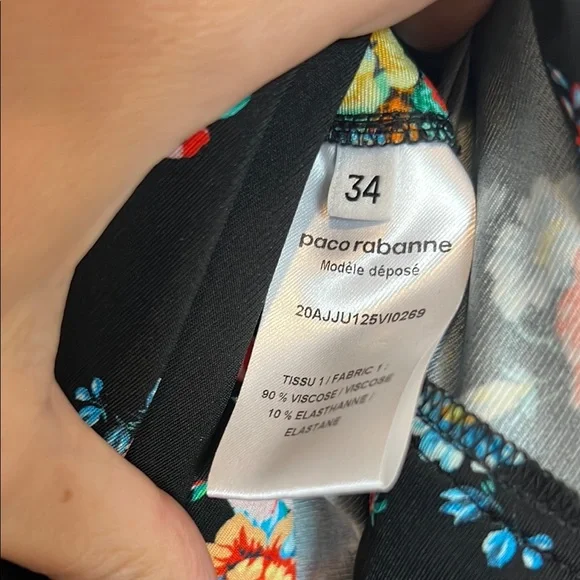 34
paco rabanne
Modèle déposé
20AJJU125VI0269
TISSU 1 / FABRIC 1 :
90 % VISCOSE / VISCOSE
10 % ELASTHANNE /
ELASTANE